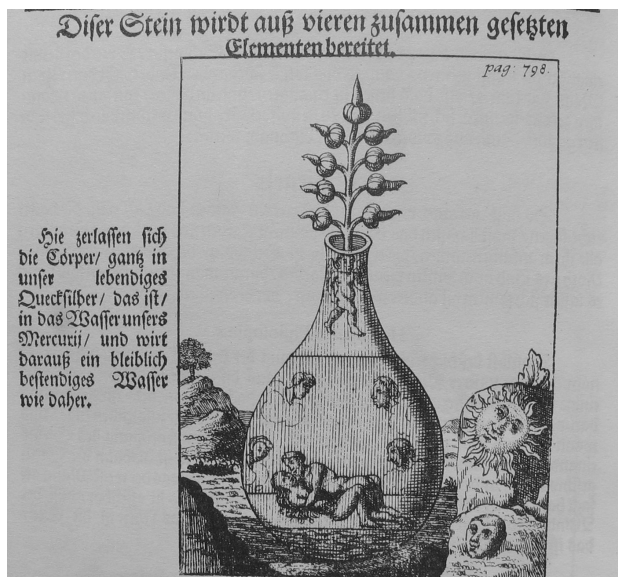 Diser Stein wirdt auß vieren zusammen gesetzten
Elementen bereitet.
pag: 798.
Hie zerlassen sich
die Cörper/ gantz in
unser lebendiges
Quecksilber/ das ist/
in das Wasser unsers
Mercurij/ und wirt
darauß ein bleiblich
bestendiges Wasser
wie daher.